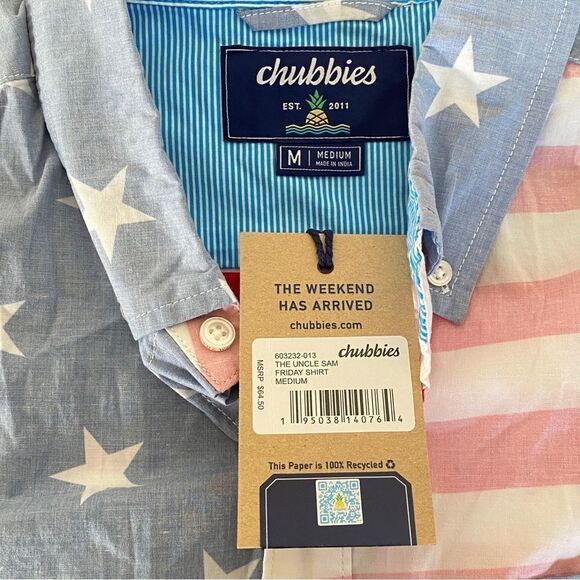 chubbies
EST. 2011
M | MEDIUM
MADE IN INDIA
THE WEEKEND
HAS ARRIVED
chubbies.com
603232-013 chubbies
THE UNCLE SAM
FRIDAY SHIRT
MEDIUM
MSRP $64.50
1 95038 14076 4
This Paper is 100% Recycled